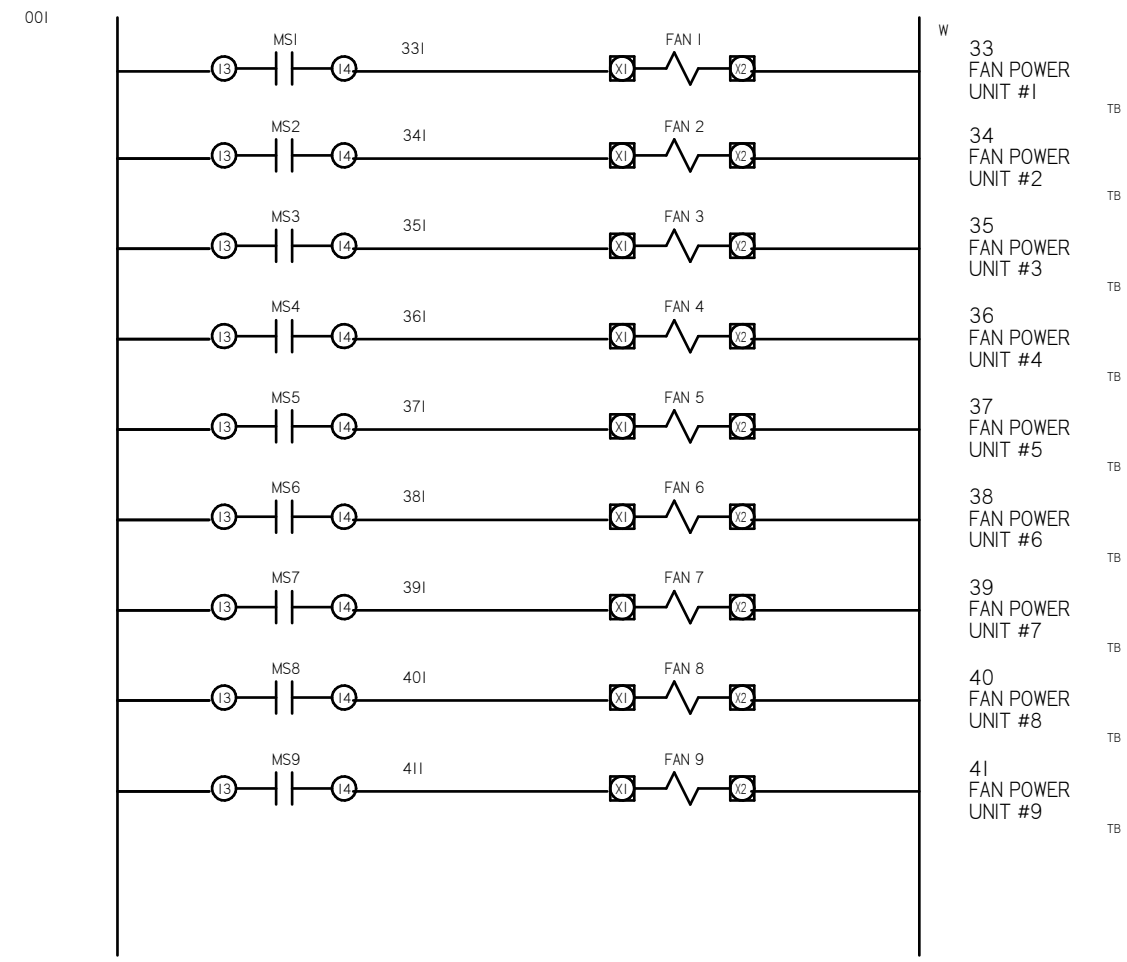 001
W
MS1
331
FAN 1
13
14
X1
X2
33
FAN POWER
UNIT #1
TB
MS2
341
FAN 2
13
14
X1
X2
34
FAN POWER
UNIT #2
TB
MS3
351
FAN 3
13
14
X1
X2
35
FAN POWER
UNIT #3
TB
MS4
361
FAN 4
13
14
X1
X2
36
FAN POWER
UNIT #4
TB
MS5
371
FAN 5
13
14
X1
X2
37
FAN POWER
UNIT #5
TB
MS6
381
FAN 6
13
14
X1
X2
38
FAN POWER
UNIT #6
TB
MS7
391
FAN 7
13
14
X1
X2
39
FAN POWER
UNIT #7
TB
MS8
401
FAN 8
13
14
X1
X2
40
FAN POWER
UNIT #8
TB
MS9
411
FAN 9
13
14
X1
X2
41
FAN POWER
UNIT #9
TB